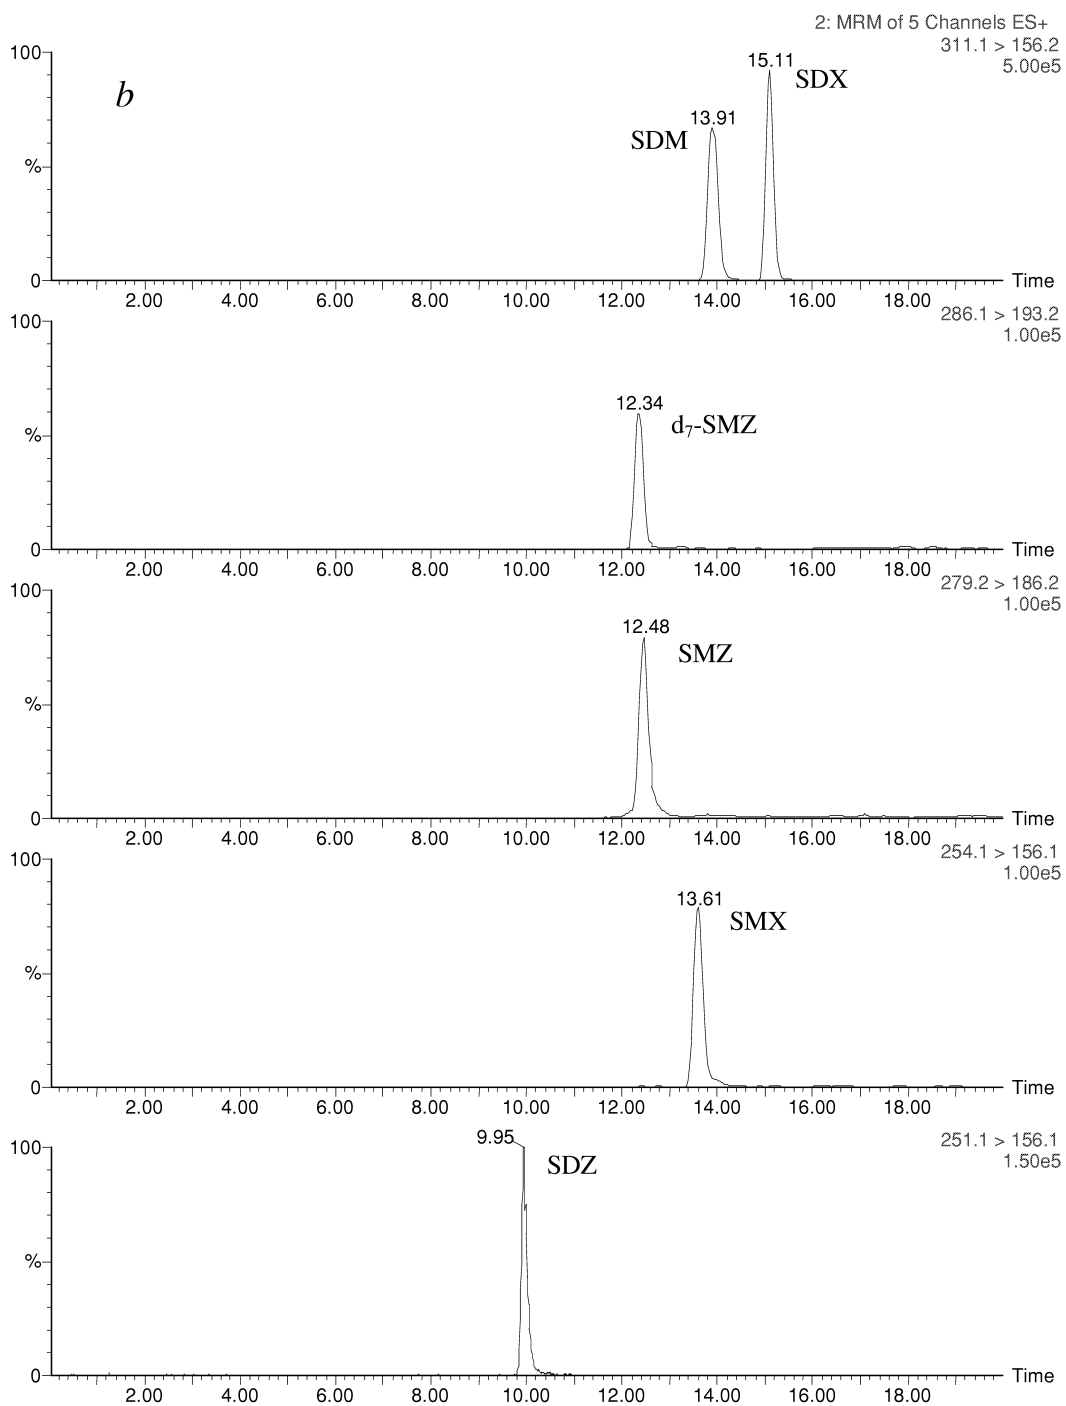 2: MRM of 5 Channels ES+
311.1 > 156.2
5.00e5
100
15.11
SDX
b
13.91
SDM
%
0
Time
2.00 4.00 6.00 8.00 10.00 12.00 14.00 16.00 18.00
286.1 > 193.2
1.00e5
100
12.34
d₇-SMZ
%
0
Time
2.00 4.00 6.00 8.00 10.00 12.00 14.00 16.00 18.00
279.2 > 186.2
1.00e5
100
12.48
SMZ
%
0
Time
2.00 4.00 6.00 8.00 10.00 12.00 14.00 16.00 18.00
254.1 > 156.1
1.00e5
100
13.61
SMX
%
0
Time
2.00 4.00 6.00 8.00 10.00 12.00 14.00 16.00 18.00
251.1 > 156.1
1.50e5
100
9.95
SDZ
%
0
Time
2.00 4.00 6.00 8.00 10.00 12.00 14.00 16.00 18.00